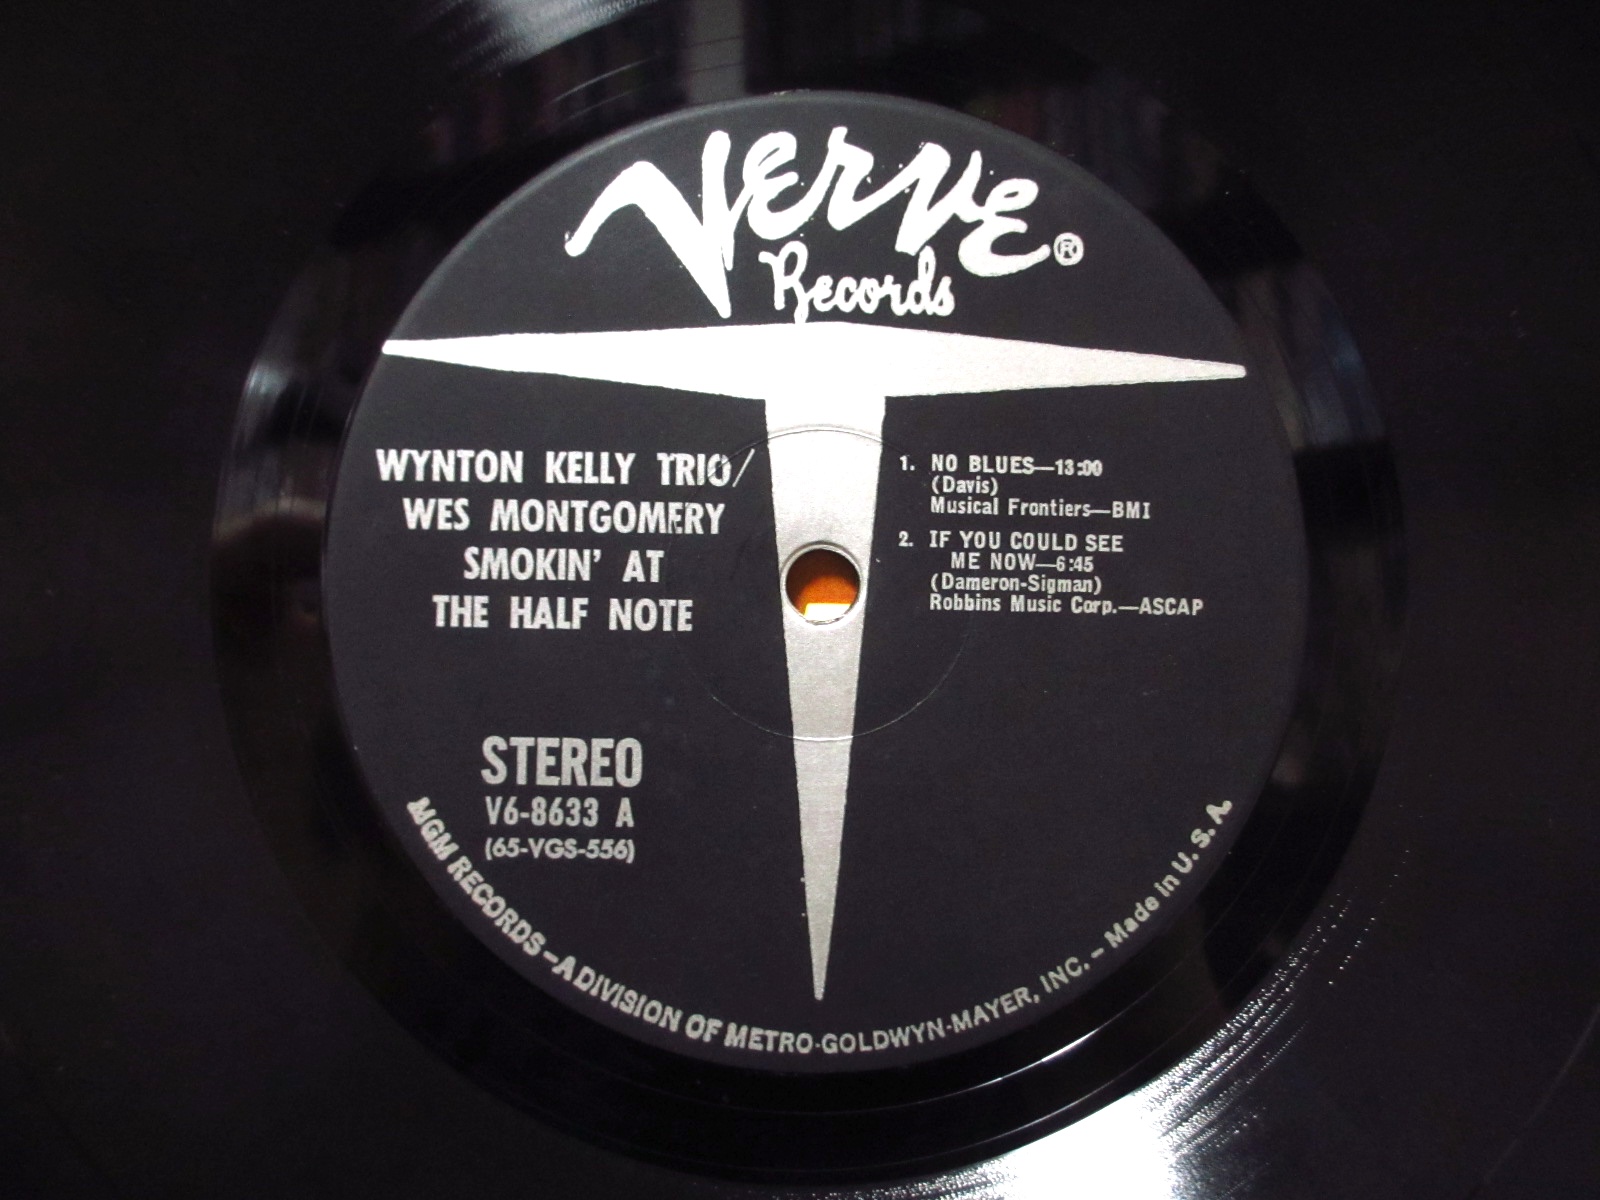 Verve ®
Records
WYNTON KELLY TRIO/
WES MONTGOMERY
SMOKIN' AT
THE HALF NOTE
STEREO
V6-8633 A
(65-VGS-556)
1. NO BLUES—13:00
(Davis)
Musical Frontiers—BMI
2. IF YOU COULD SEE
ME NOW—6:45
(Dameron-Sigman)
Robbins Music Corp.—ASCAP
MGM RECORDS – A DIVISION OF METRO-GOLDWYN-MAYER, INC. – Made in U. S. A.